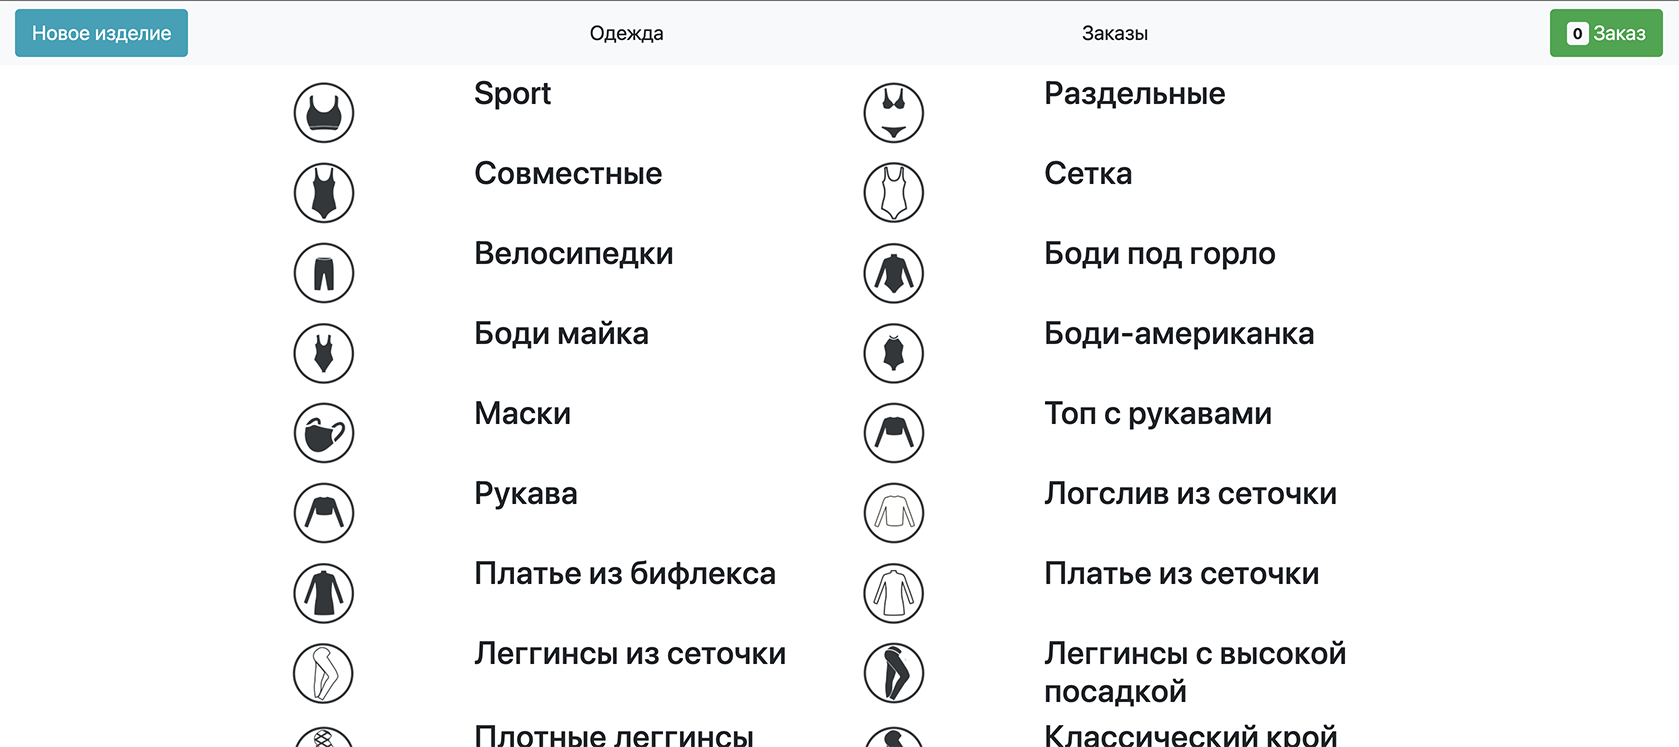 Новое изделие
Одежда
Заказы
0 Заказ
Sport
Раздельные
Совместные
Сетка
Велосипедки
Боди под горло
Боди майка
Боди-американка
Маски
Топ с рукавами
Рукава
Логслив из сеточки
Платье из бифлекса
Платье из сеточки
Леггинсы из сеточки
Леггинсы с высокой
посадкой
Плотные леггинсы
Классический крой